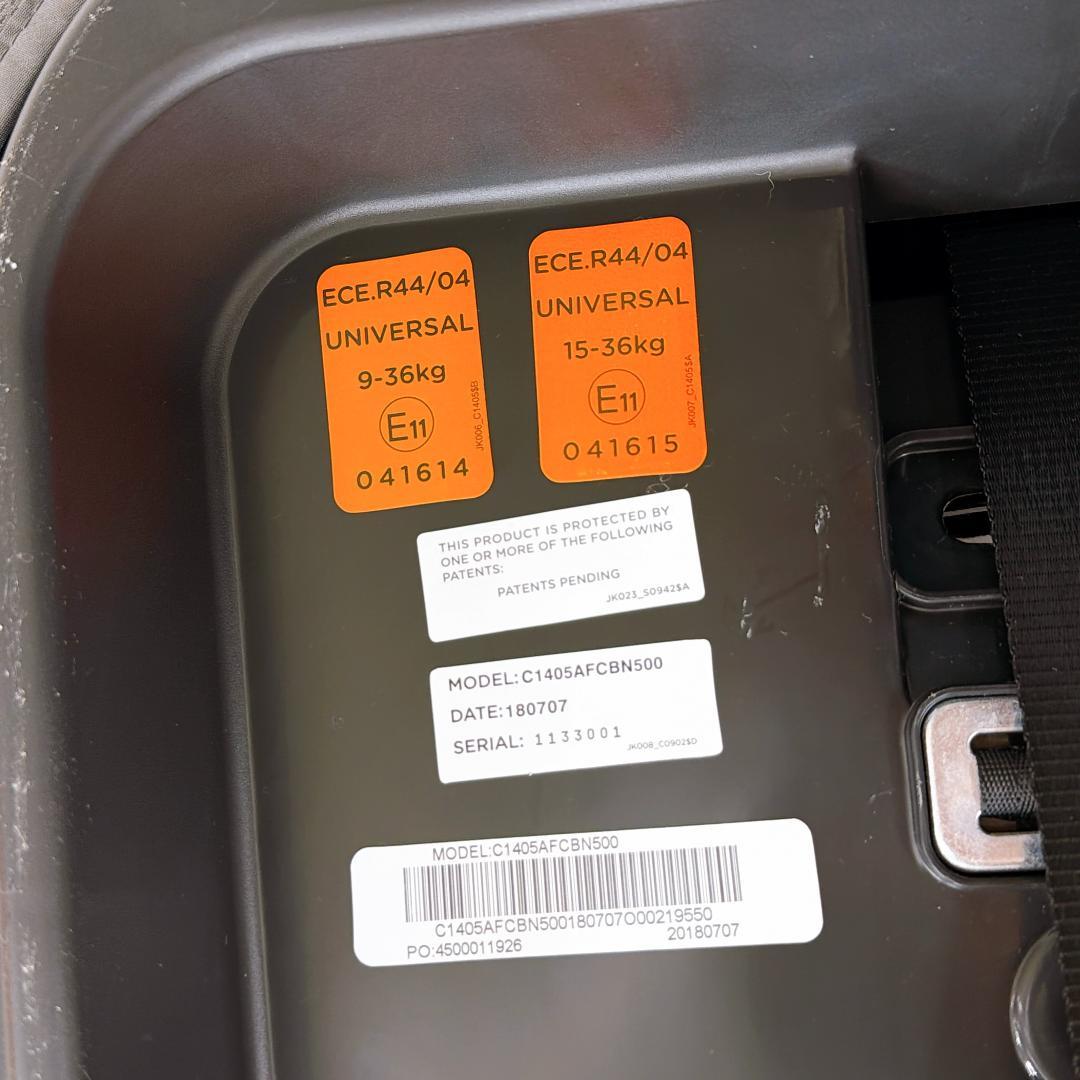 ECE.R44/04
UNIVERSAL
9-36kg
E11
041614
JK006_C1405$B
ECE.R44/04
UNIVERSAL
15-36kg
E11
041615
JK007_C1405$A
THIS PRODUCT IS PROTECTED BY
ONE OR MORE OF THE FOLLOWING
PATENTS:
PATENTS PENDING
JK023_S0942$A
MODEL:C1405AFCBN500
DATE:180707
SERIAL: 1133001
JK008_C0902$D
MODEL:C1405AFCBN500
C1405AFCBN500180707O00219550
PO:4500011926 20180707